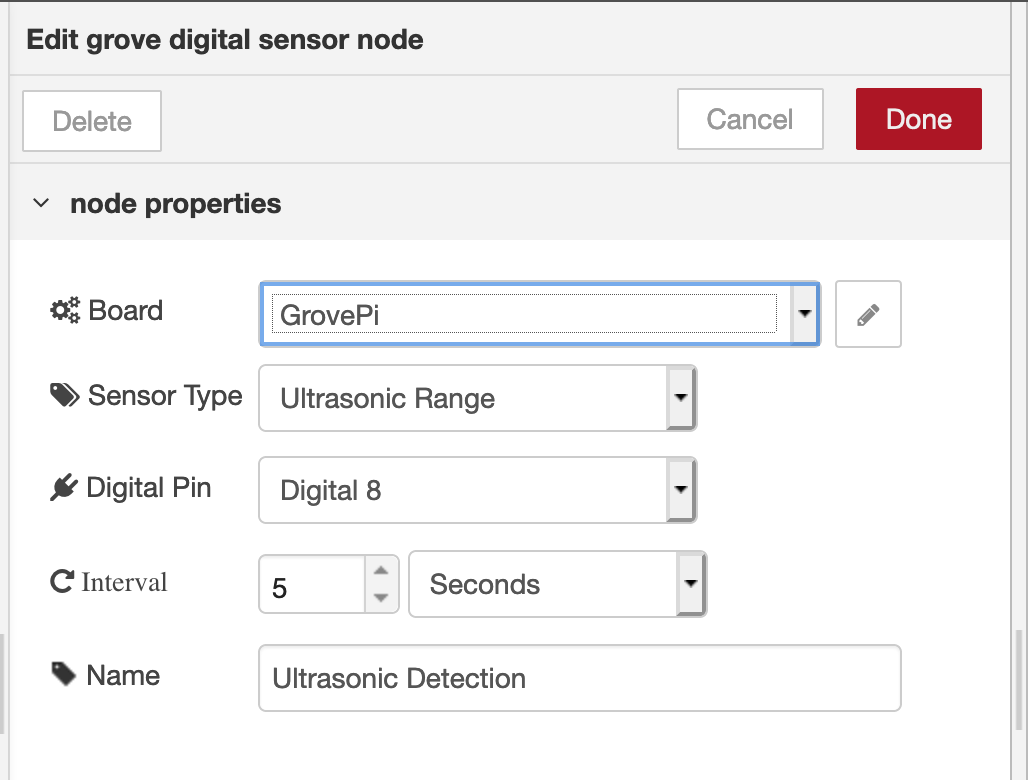 Edit grove digital sensor node
Delete Cancel Done
node properties
Board GrovePi
Sensor Type Ultrasonic Range
Digital Pin Digital 8
Interval 5 Seconds
Name Ultrasonic Detection